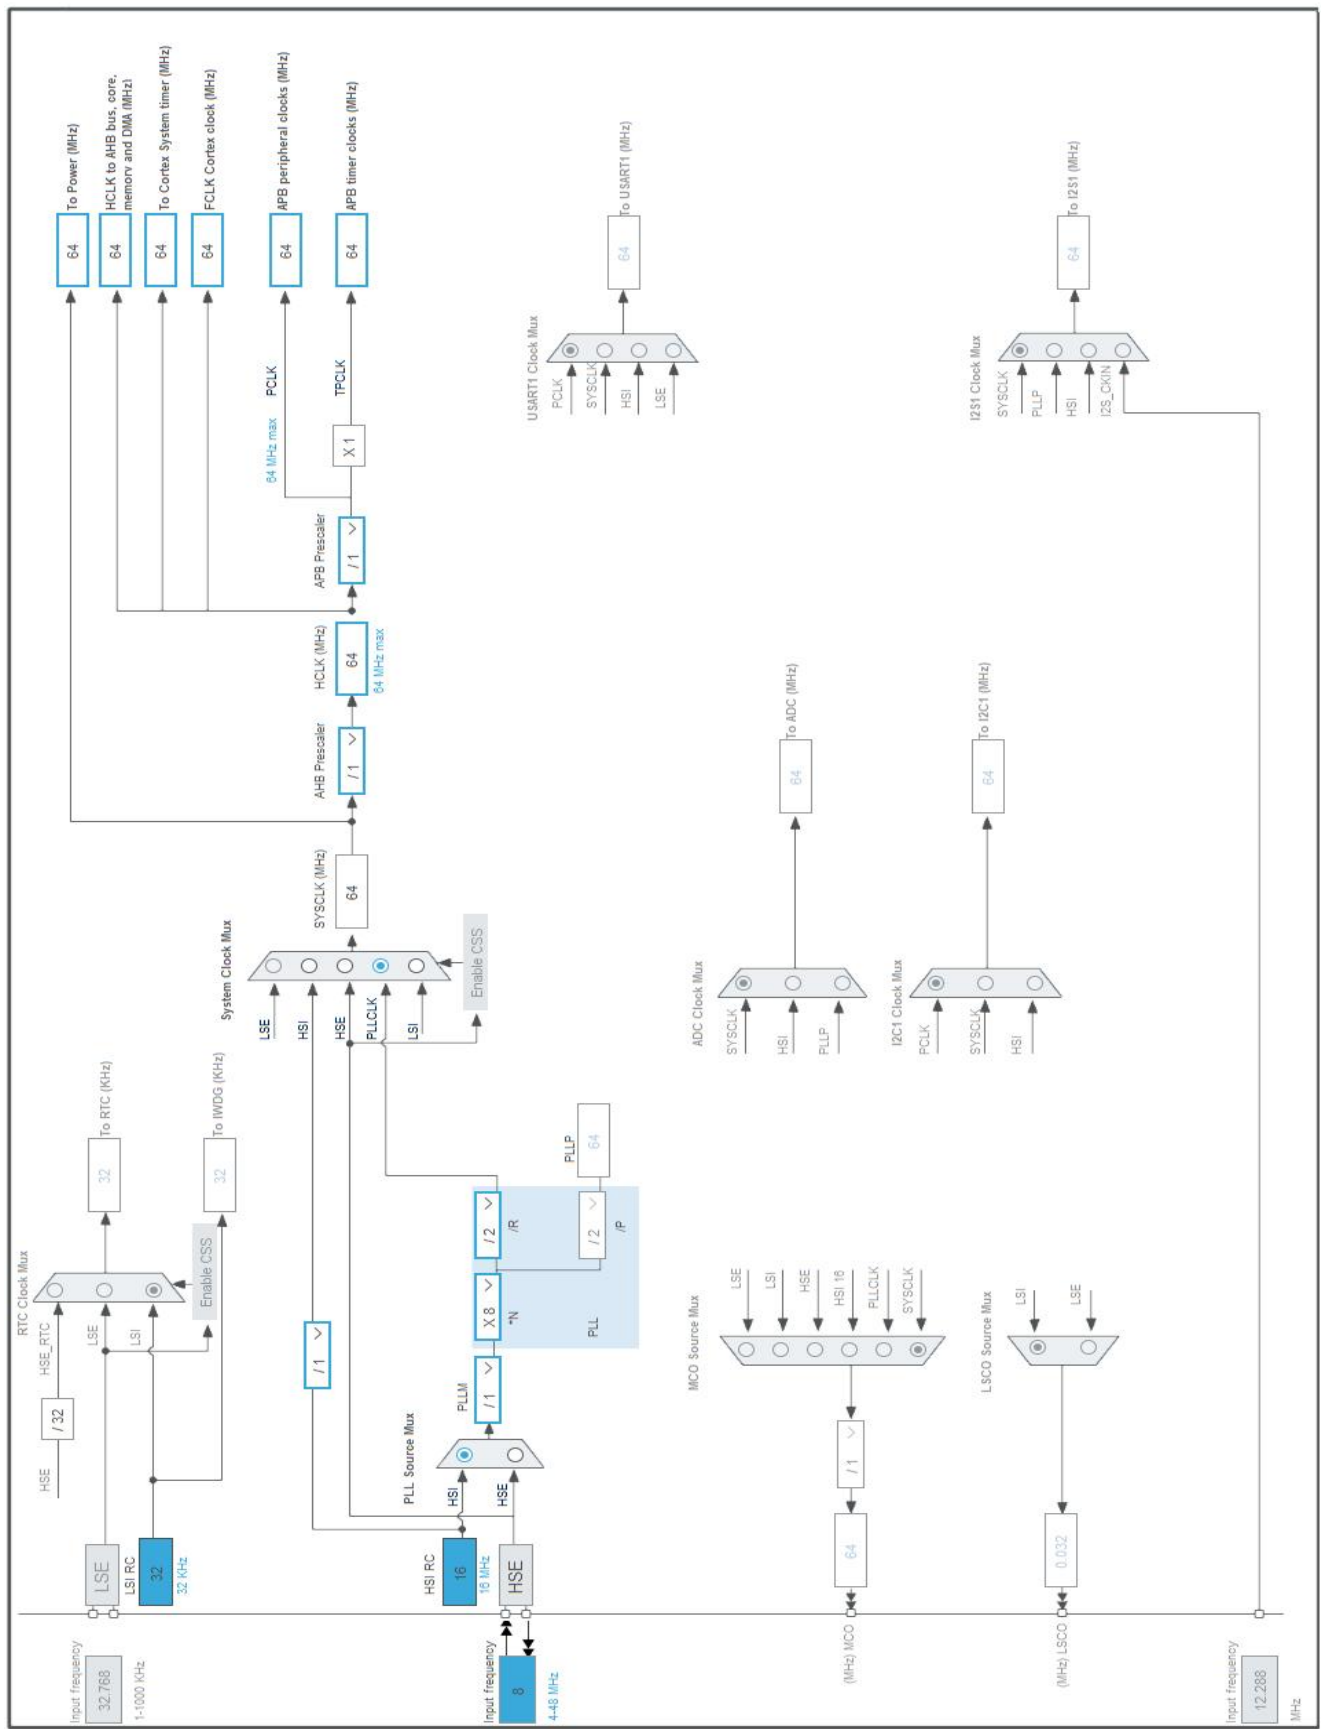 RTC Clock Mux
HSE
/ 32
HSE_RTC
LSE
LSI
32
To RTC (KHz)
Enable CSS
32
To IWDG (KHz)
Input frequency
32.768
1-1000 KHz
LSE
LSI RC
32
32 KHz
System Clock Mux
LSE
HSI
HSE
PLLCLK
LSI
Enable CSS
/ 1
SYSCLK (MHz)
64
AHB Prescaler
/ 1
HCLK (MHz)
64
64 MHz max
APB Prescaler
/ 1
64 MHz max
PCLK
X 1
TPCLK
64
To Power (MHz)
64
HCLK to AHB bus, core,
memory and DMA (MHz)
64
To Cortex System timer (MHz)
64
FCLK Cortex clock (MHz)
64
APB peripheral clocks (MHz)
64
APB timer clocks (MHz)
HSI RC
16
16 MHz
PLL Source Mux
HSI
HSE
PLLM
/ 1
X 8
*N
/ 2
/R
/ 2
/P
PLL
PLLP
64
Input frequency
8
4-48 MHz
HSE
USART1 Clock Mux
PCLK
SYSCLK
HSI
LSE
64
To USART1 (MHz)
MCO Source Mux
LSE
LSI
HSE
HSI 16
PLLCLK
SYSCLK
/ 1
64
(MHz) MCO
ADC Clock Mux
SYSCLK
HSI
PLLP
64
To ADC (MHz)
I2C1 Clock Mux
PCLK
SYSCLK
HSI
64
To I2C1 (MHz)
I2S1 Clock Mux
SYSCLK
PLLP
HSI
I2S_CKIN
64
To I2S1 (MHz)
LSCO Source Mux
LSI
LSE
0.032
(MHz) LSCO
Input frequency
12.288
MHz